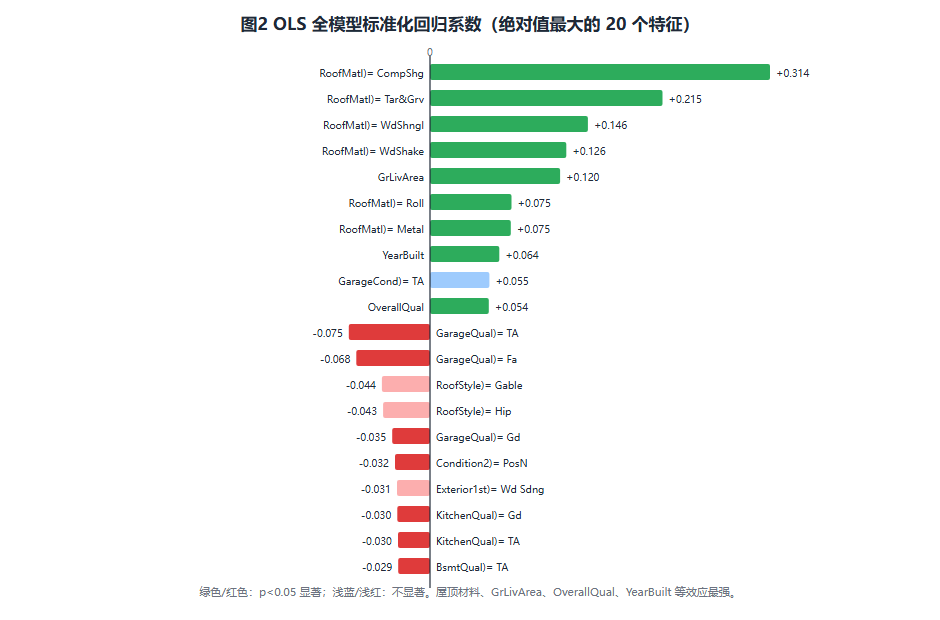 图2 OLS 全模型标准化回归系数（绝对值最大的 20 个特征）
0
RoofMatl)= CompShg +0.314
RoofMatl)= Tar&Grv +0.215
RoofMatl)= WdShngl +0.146
RoofMatl)= WdShake +0.126
GrLivArea +0.120
RoofMatl)= Roll +0.075
RoofMatl)= Metal +0.075
YearBuilt +0.064
GarageCond)= TA +0.055
OverallQual +0.054
-0.075 GarageQual)= TA
-0.068 GarageQual)= Fa
-0.044 RoofStyle)= Gable
-0.043 RoofStyle)= Hip
-0.035 GarageQual)= Gd
-0.032 Condition2)= PosN
-0.031 Exterior1st)= Wd Sdng
-0.030 KitchenQual)= Gd
-0.030 KitchenQual)= TA
-0.029 BsmtQual)= TA
绿色/红色：p<0.05 显著；浅蓝/浅红：不显著。屋顶材料、GrLivArea、OverallQual、YearBuilt 等效应最强。